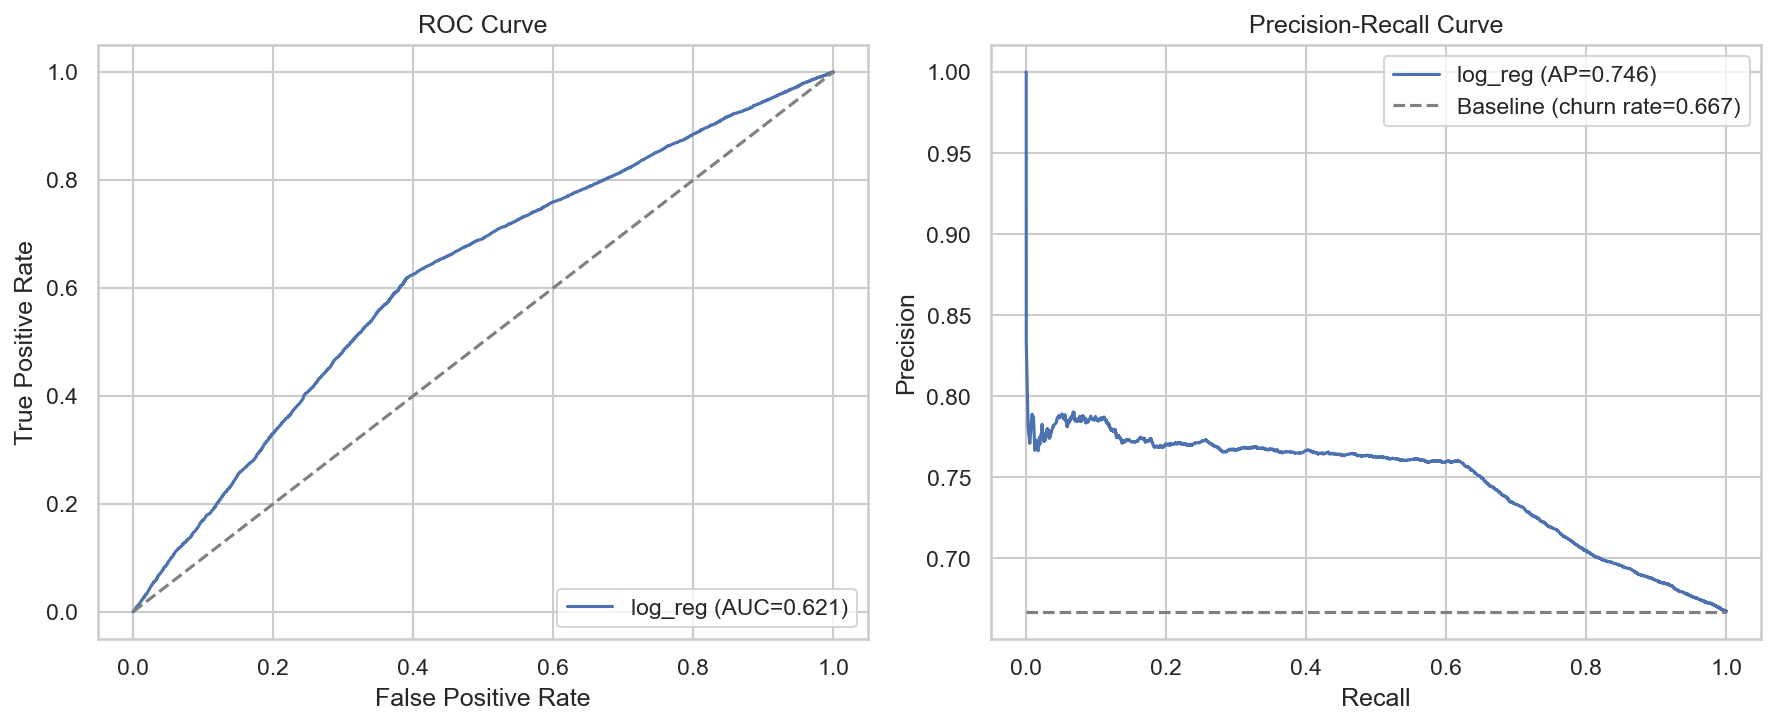 ROC Curve
True Positive Rate
1.0
0.8
0.6
0.4
0.2
0.0
0.0 0.2 0.4 0.6 0.8 1.0
False Positive Rate
log_reg (AUC=0.621)
Precision-Recall Curve
Precision
1.00
0.95
0.90
0.85
0.80
0.75
0.70
0.0 0.2 0.4 0.6 0.8 1.0
Recall
log_reg (AP=0.746)
Baseline (churn rate=0.667)